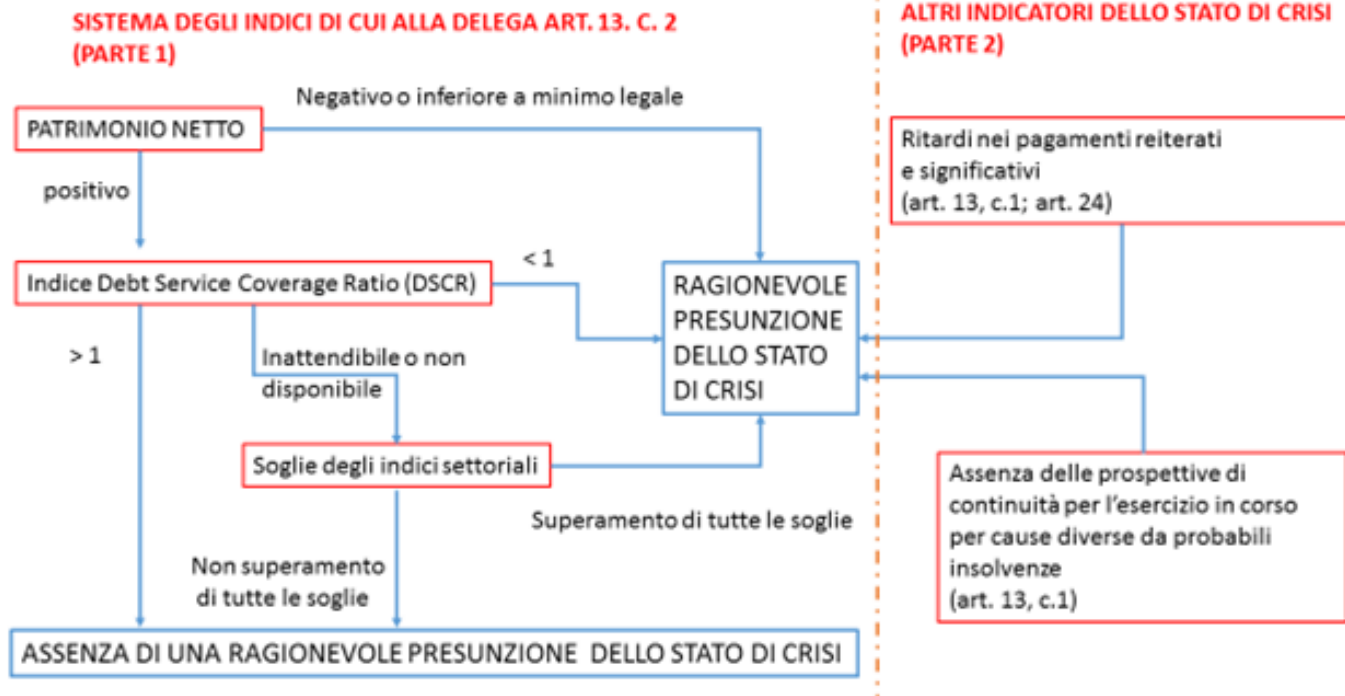 SISTEMA DEGLI INDICI DI CUI ALLA DELEGA ART. 13. C. 2
(PARTE 1)
Negativo o inferiore a minimo legale
PATRIMONIO NETTO
positivo
< 1
Indice Debt Service Coverage Ratio (DSCR)
> 1
Inattendibile o non
disponibile
RAGIONEVOLE
PRESUNZIONE
DELLO STATO
DI CRISI
Soglie degli indici settoriali
Superamento di tutte le soglie
Non superamento
di tutte le soglie
ASSENZA DI UNA RAGIONEVOLE PRESUNZIONE DELLO STATO DI CRISI
ALTRI INDICATORI DELLO STATO DI CRISI
(PARTE 2)
Ritardi nei pagamenti reiterati
e significativi
(art. 13, c.1; art. 24)
Assenza delle prospettive di
continuità per l'esercizio in corso
per cause diverse da probabili
insolvenze
(art. 13, c.1)